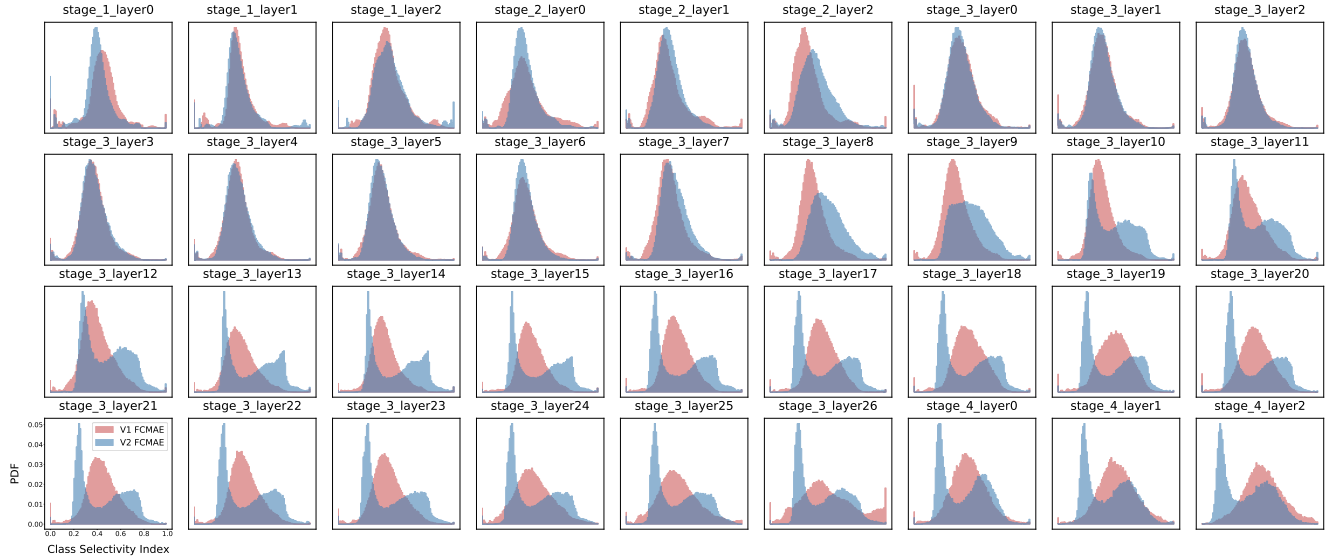 stage_1_layer0 stage_1_layer1 stage_1_layer2 stage_2_layer0 stage_2_layer1 stage_2_layer2 stage_3_layer0 stage_3_layer1 stage_3_layer2
stage_3_layer3 stage_3_layer4 stage_3_layer5 stage_3_layer6 stage_3_layer7 stage_3_layer8 stage_3_layer9 stage_3_layer10 stage_3_layer11
stage_3_layer12 stage_3_layer13 stage_3_layer14 stage_3_layer15 stage_3_layer16 stage_3_layer17 stage_3_layer18 stage_3_layer19 stage_3_layer20
stage_3_layer21 stage_3_layer22 stage_3_layer23 stage_3_layer24 stage_3_layer25 stage_3_layer26 stage_4_layer0 stage_4_layer1 stage_4_layer2
0.05
V1 FCMAE
V2 FCMAE
0.04
0.03
PDF
0.02
0.01
0.00
0.0 0.2 0.4 0.6 0.8 1.0
Class Selectivity Index